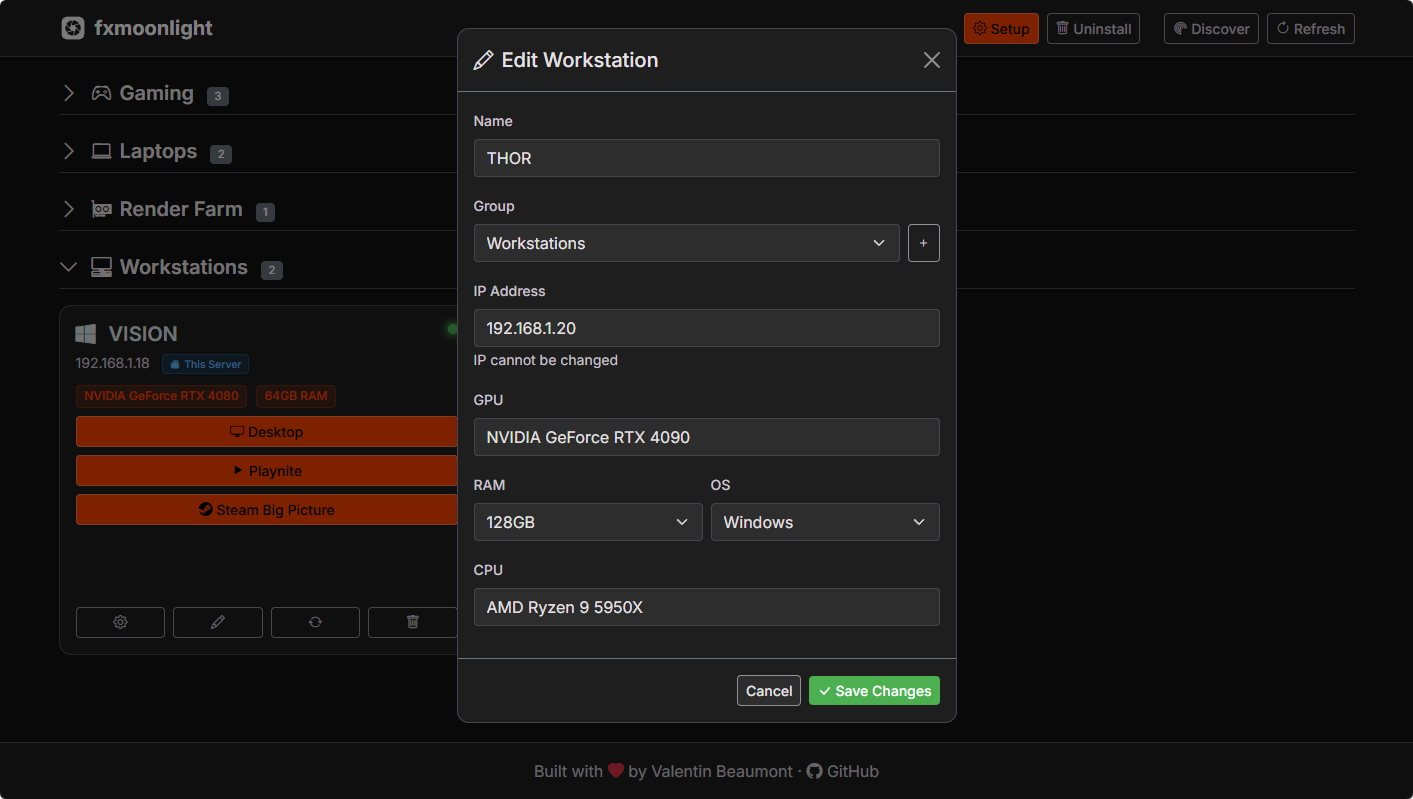 fxmoonlight
Setup
Uninstall
Discover
Refresh
Gaming 3
Laptops 2
Render Farm 1
Workstations 2
VISION
192.168.1.18 This Server
NVIDIA GeForce RTX 4080 64GB RAM
Desktop
Playnite
Steam Big Picture
Edit Workstation
Name
THOR
Group
Workstations
+
IP Address
192.168.1.20
IP cannot be changed
GPU
NVIDIA GeForce RTX 4090
RAM OS
128GB Windows
CPU
AMD Ryzen 9 5950X
Cancel Save Changes
Built with ❤ by Valentin Beaumont · GitHub